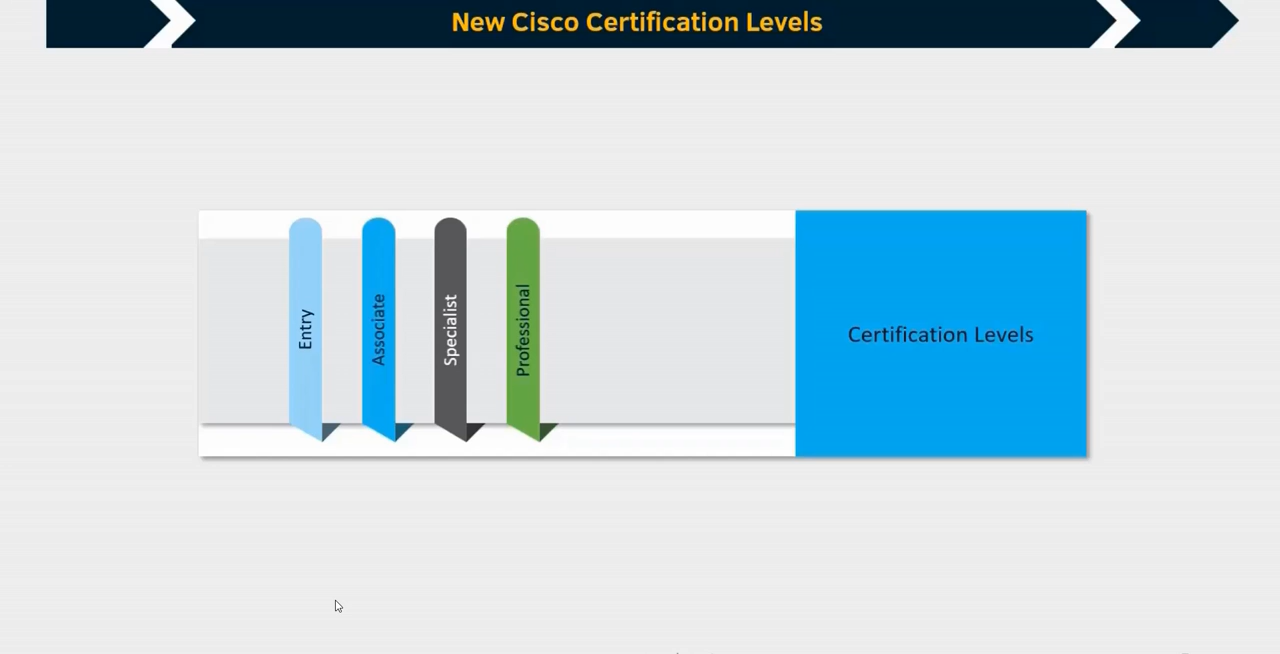 New Cisco Certification Levels
Entry
Associate
Specialist
Professional
Certification Levels